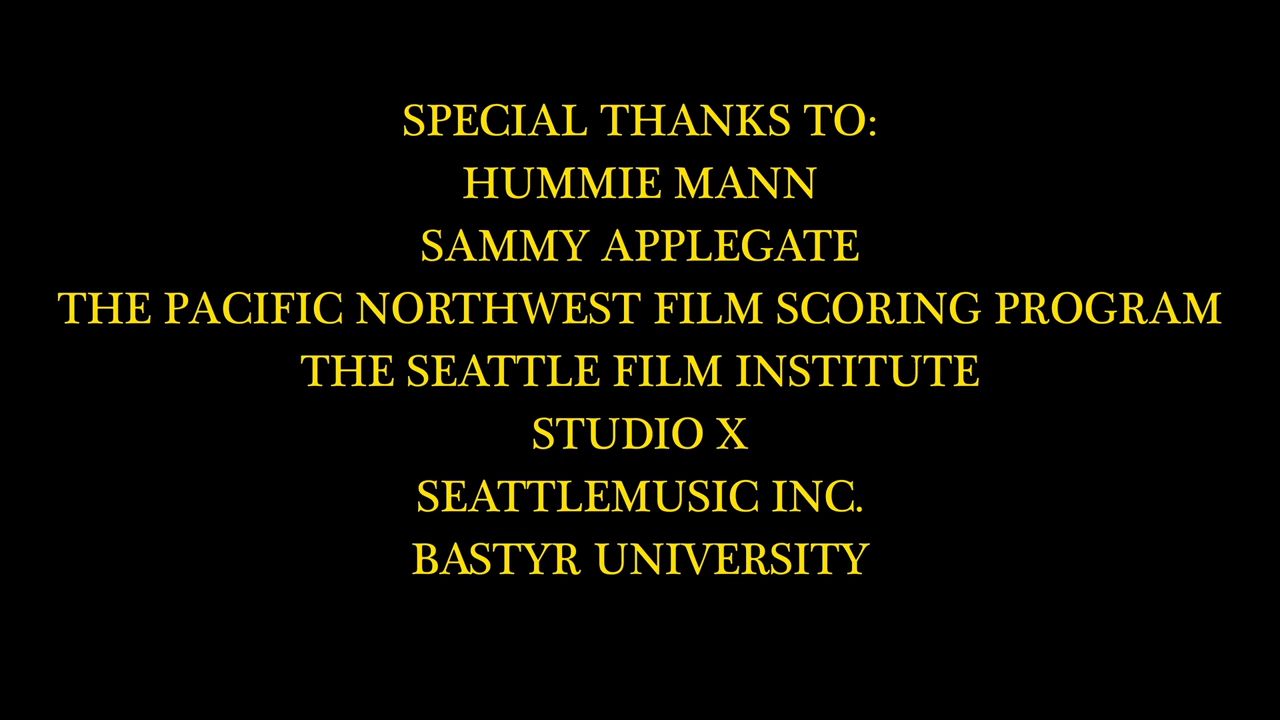 SPECIAL THANKS TO:
HUMMIE MANN
SAMMY APPLEGATE
THE PACIFIC NORTHWEST FILM SCORING PROGRAM
THE SEATTLE FILM INSTITUTE
STUDIO X
SEATTLEMUSIC INC.
BASTYR UNIVERSITY